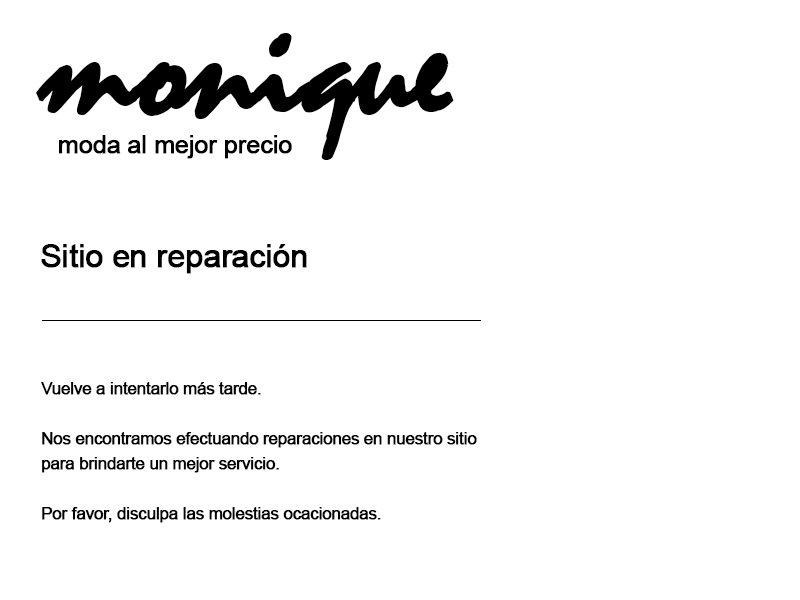 monique
moda al mejor precio
Sitio en reparación
Vuelve a intentarlo más tarde.
Nos encontramos efectuando reparaciones en nuestro sitio
para brindarte un mejor servicio.
Por favor, disculpa las molestias ocacionadas.